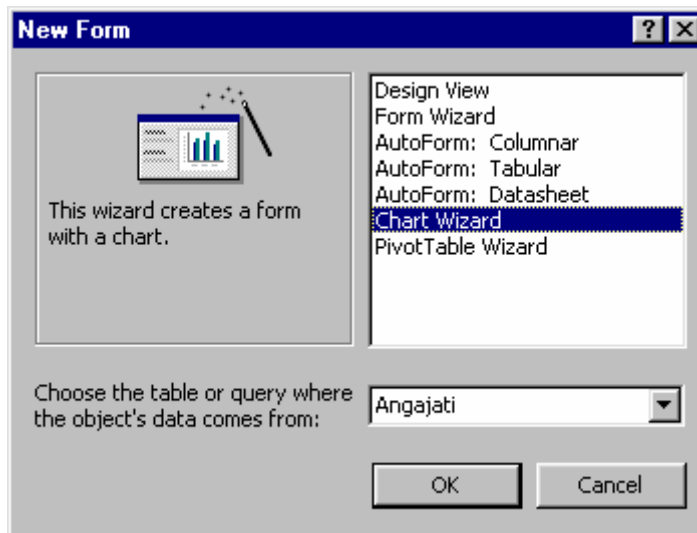 New Form
This wizard creates a form
with a chart.
Design View
Form Wizard
AutoForm: Columnar
AutoForm: Tabular
AutoForm: Datasheet
Chart Wizard
PivotTable Wizard
Choose the table or query where
the object's data comes from:
Angajati
OK
Cancel